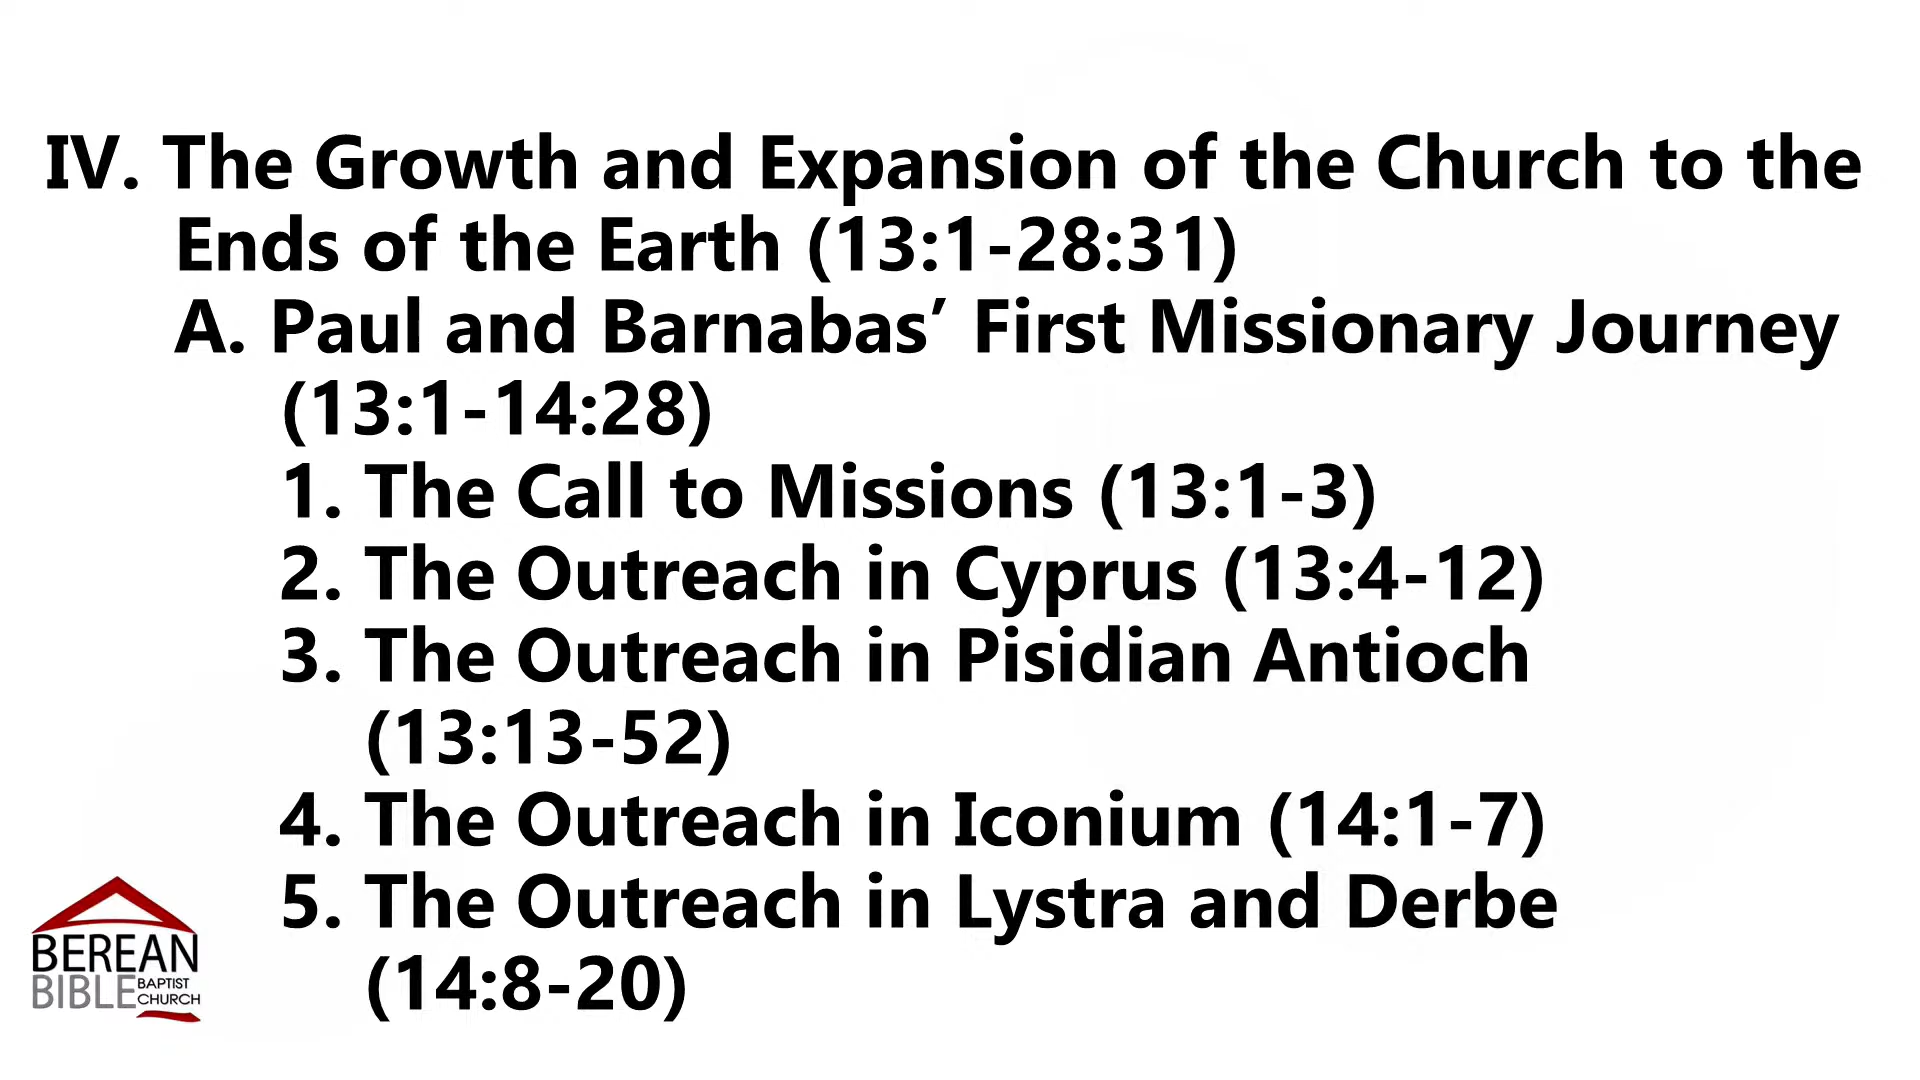 IV. The Growth and Expansion of the Church to the
Ends of the Earth (13:1-28:31)
A. Paul and Barnabas’ First Missionary Journey
(13:1-14:28)
1. The Call to Missions (13:1-3)
2. The Outreach in Cyprus (13:4-12)
3. The Outreach in Pisidian Antioch
(13:13-52)
4. The Outreach in Iconium (14:1-7)
5. The Outreach in Lystra and Derbe
(14:8-20)
BEREAN
BIBLE BAPTIST
CHURCH